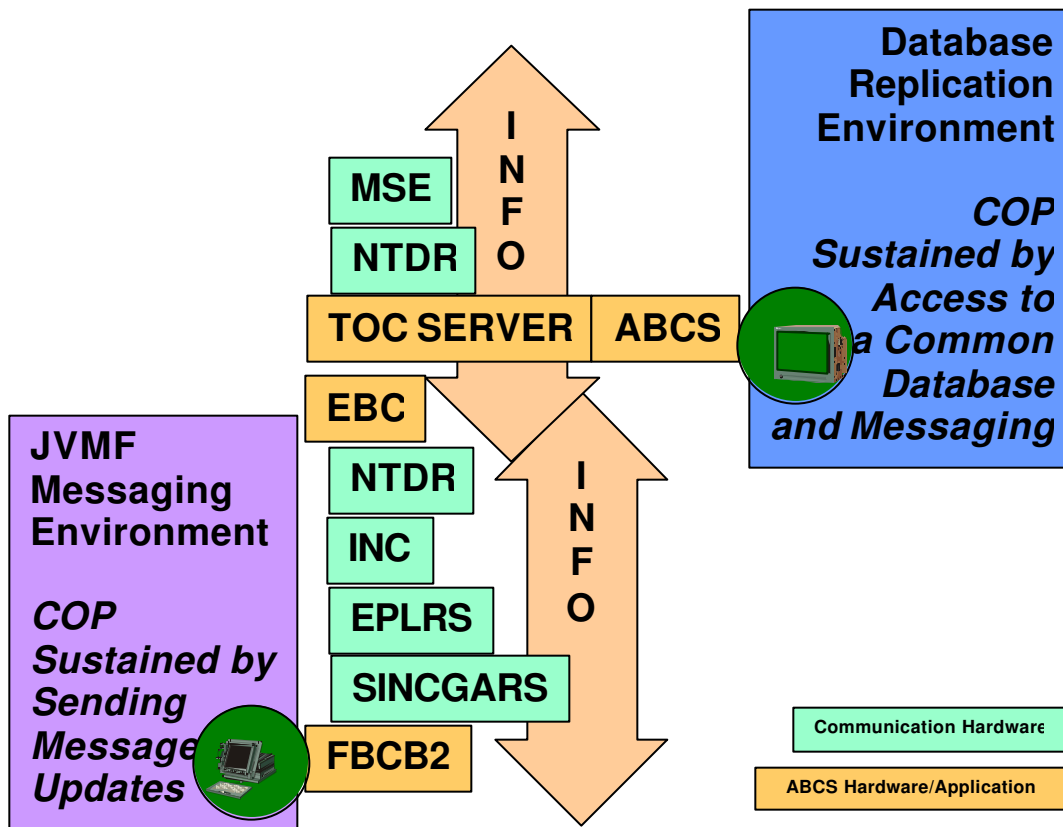 Database
Replication
Environment
COP
Sustained by
Access to
a Common
Database
and Messaging
I
N
F
O
MSE
NTDR
TOC SERVER
ABCS
EBC
NTDR
INC
EPLRS
SINCGARS
FBCB2
I
N
F
O
JVMF
Messaging
Environment
COP
Sustained by
Sending
Message
Updates
Communication Hardware
ABCS Hardware/Application